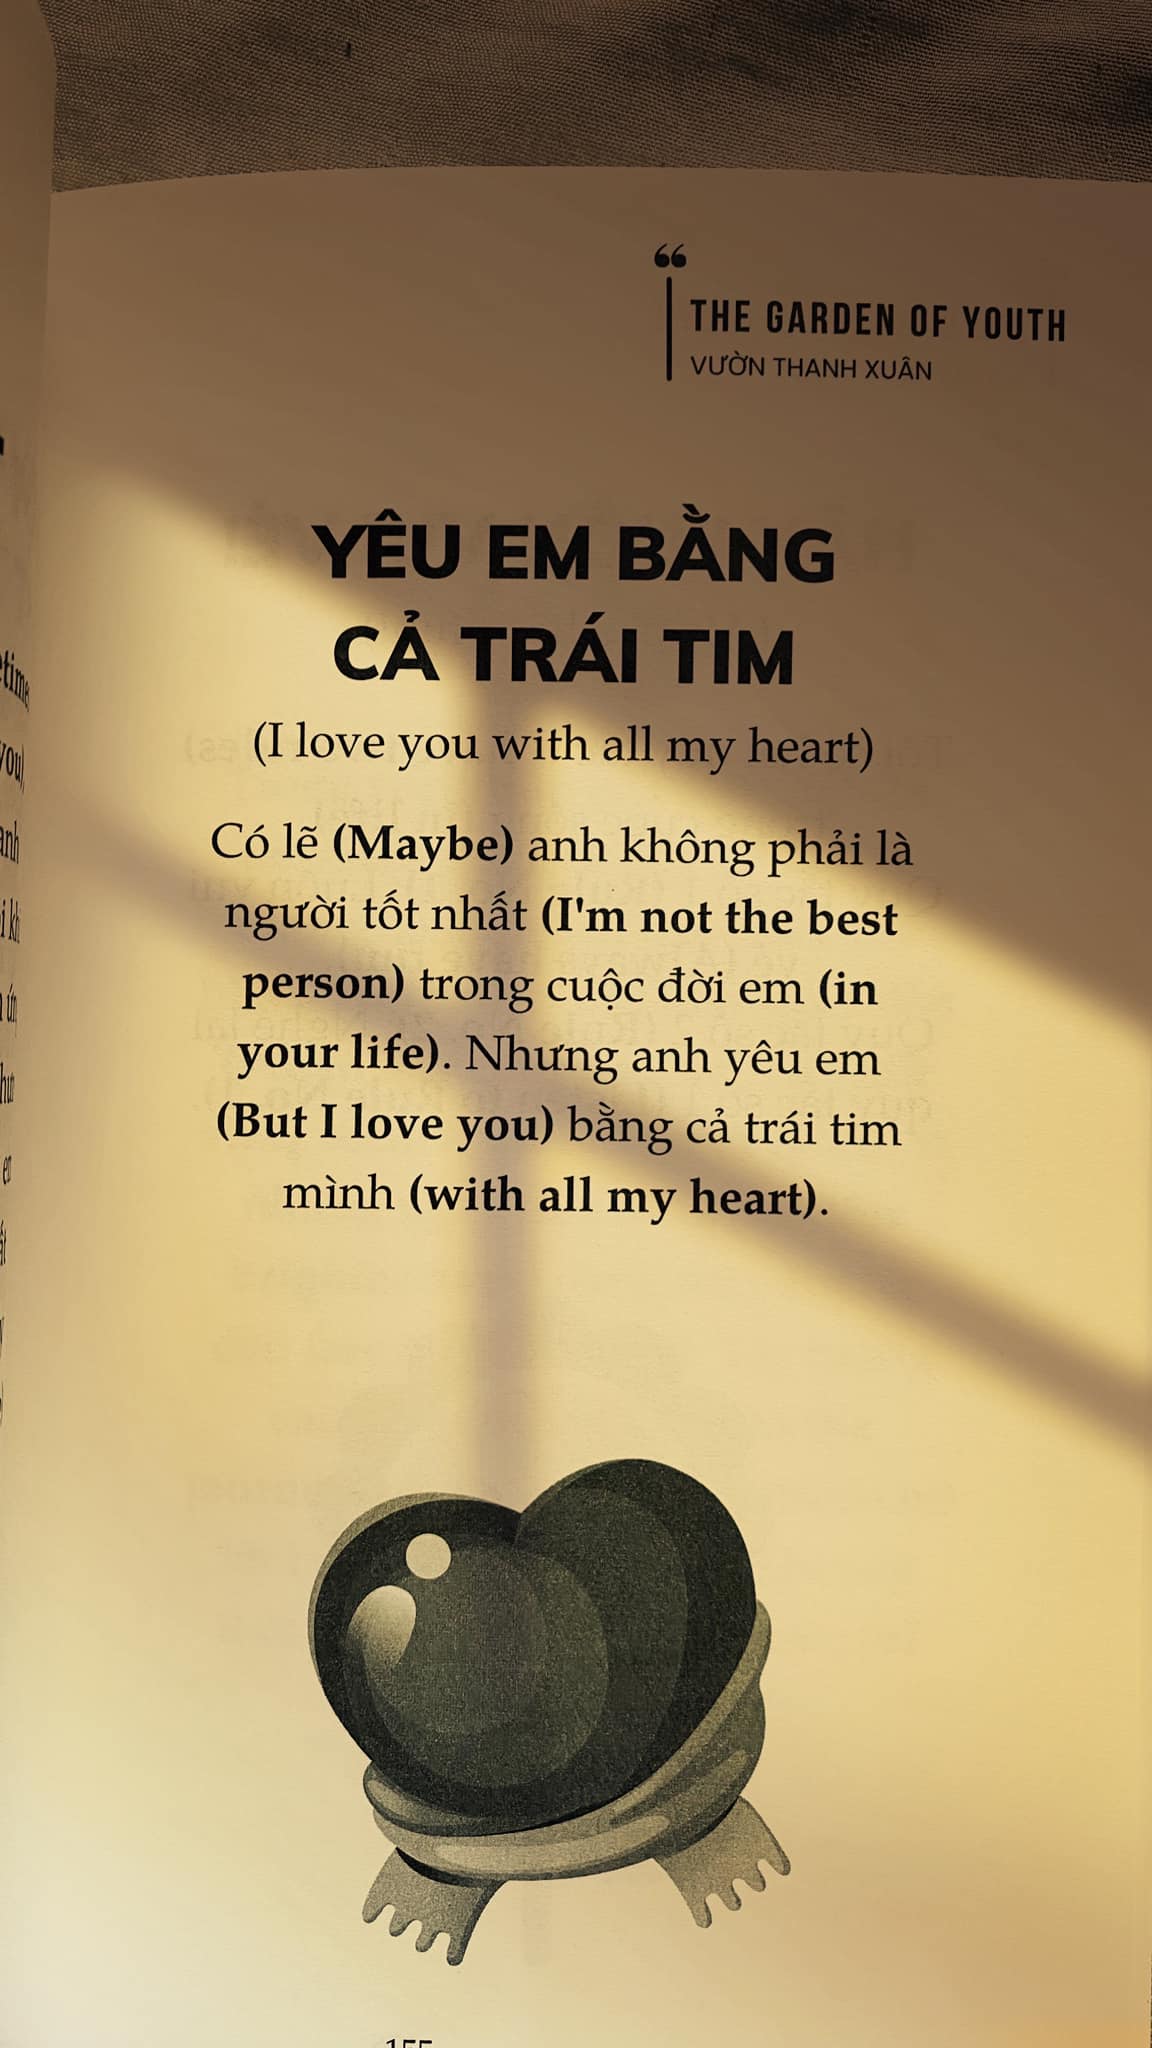 “
THE GARDEN OF YOUTH
VƯỜN THANH XUÂN
YÊU EM BẰNG
CẢ TRÁI TIM
(I love you with all my heart)
Có lẽ (Maybe) anh không phải là
người tốt nhất (I'm not the best
person) trong cuộc đời em (in
your life). Nhưng anh yêu em
(But I love you) bằng cả trái tim
mình (with all my heart).